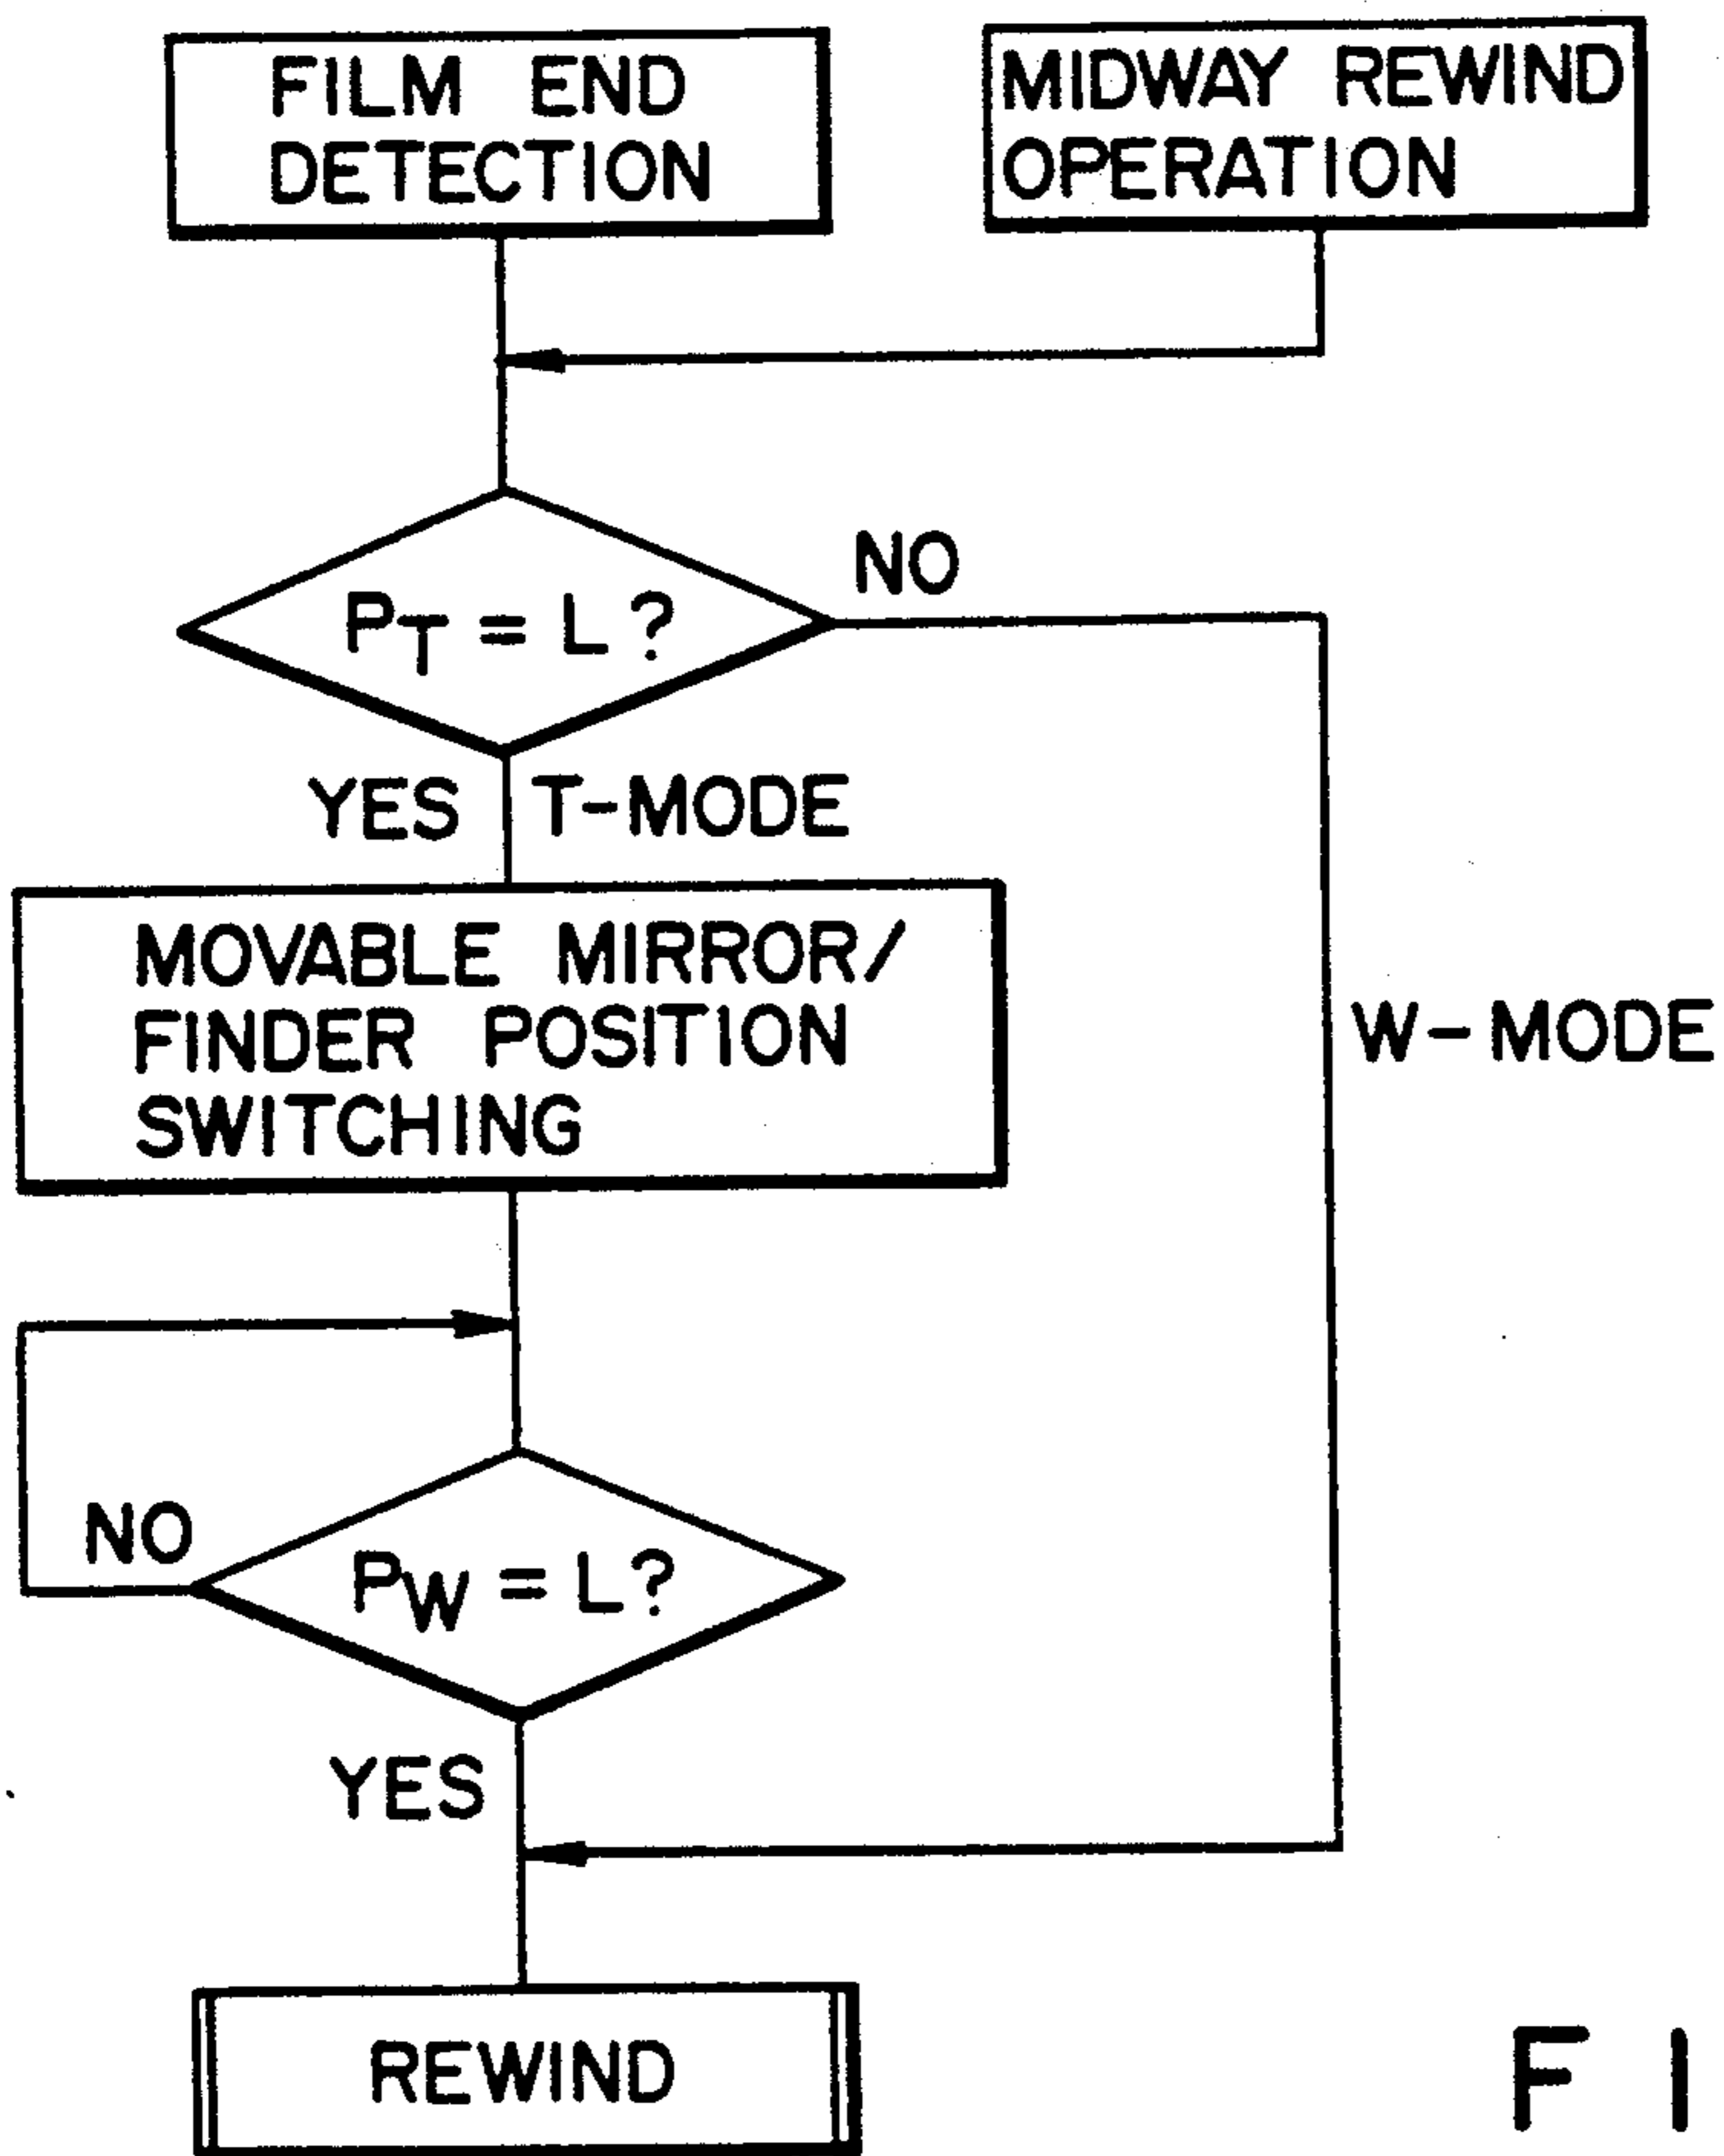 FILM END
DETECTION
MIDWAY REWIND
OPERATION
PT = L ?
NO
YES
T-MODE
MOVABLE MIRROR/
FINDER POSITION
SWITCHING
W-MODE
NO
PW = L ?
YES
REWIND
FI